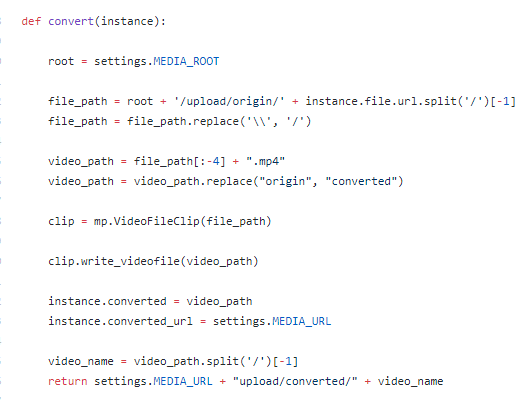 def convert(instance):
root = settings.MEDIA_ROOT
file_path = root + '/upload/origin/' + instance.file.url.split('/')[-1]
file_path = file_path.replace('\\', '/')
video_path = file_path[:-4] + ".mp4"
video_path = video_path.replace("origin", "converted")
clip = mp.VideoFileClip(file_path)
clip.write_videofile(video_path)
instance.converted = video_path
instance.converted_url = settings.MEDIA_URL
video_name = video_path.split('/')[-1]
return settings.MEDIA_URL + "upload/converted/" + video_name